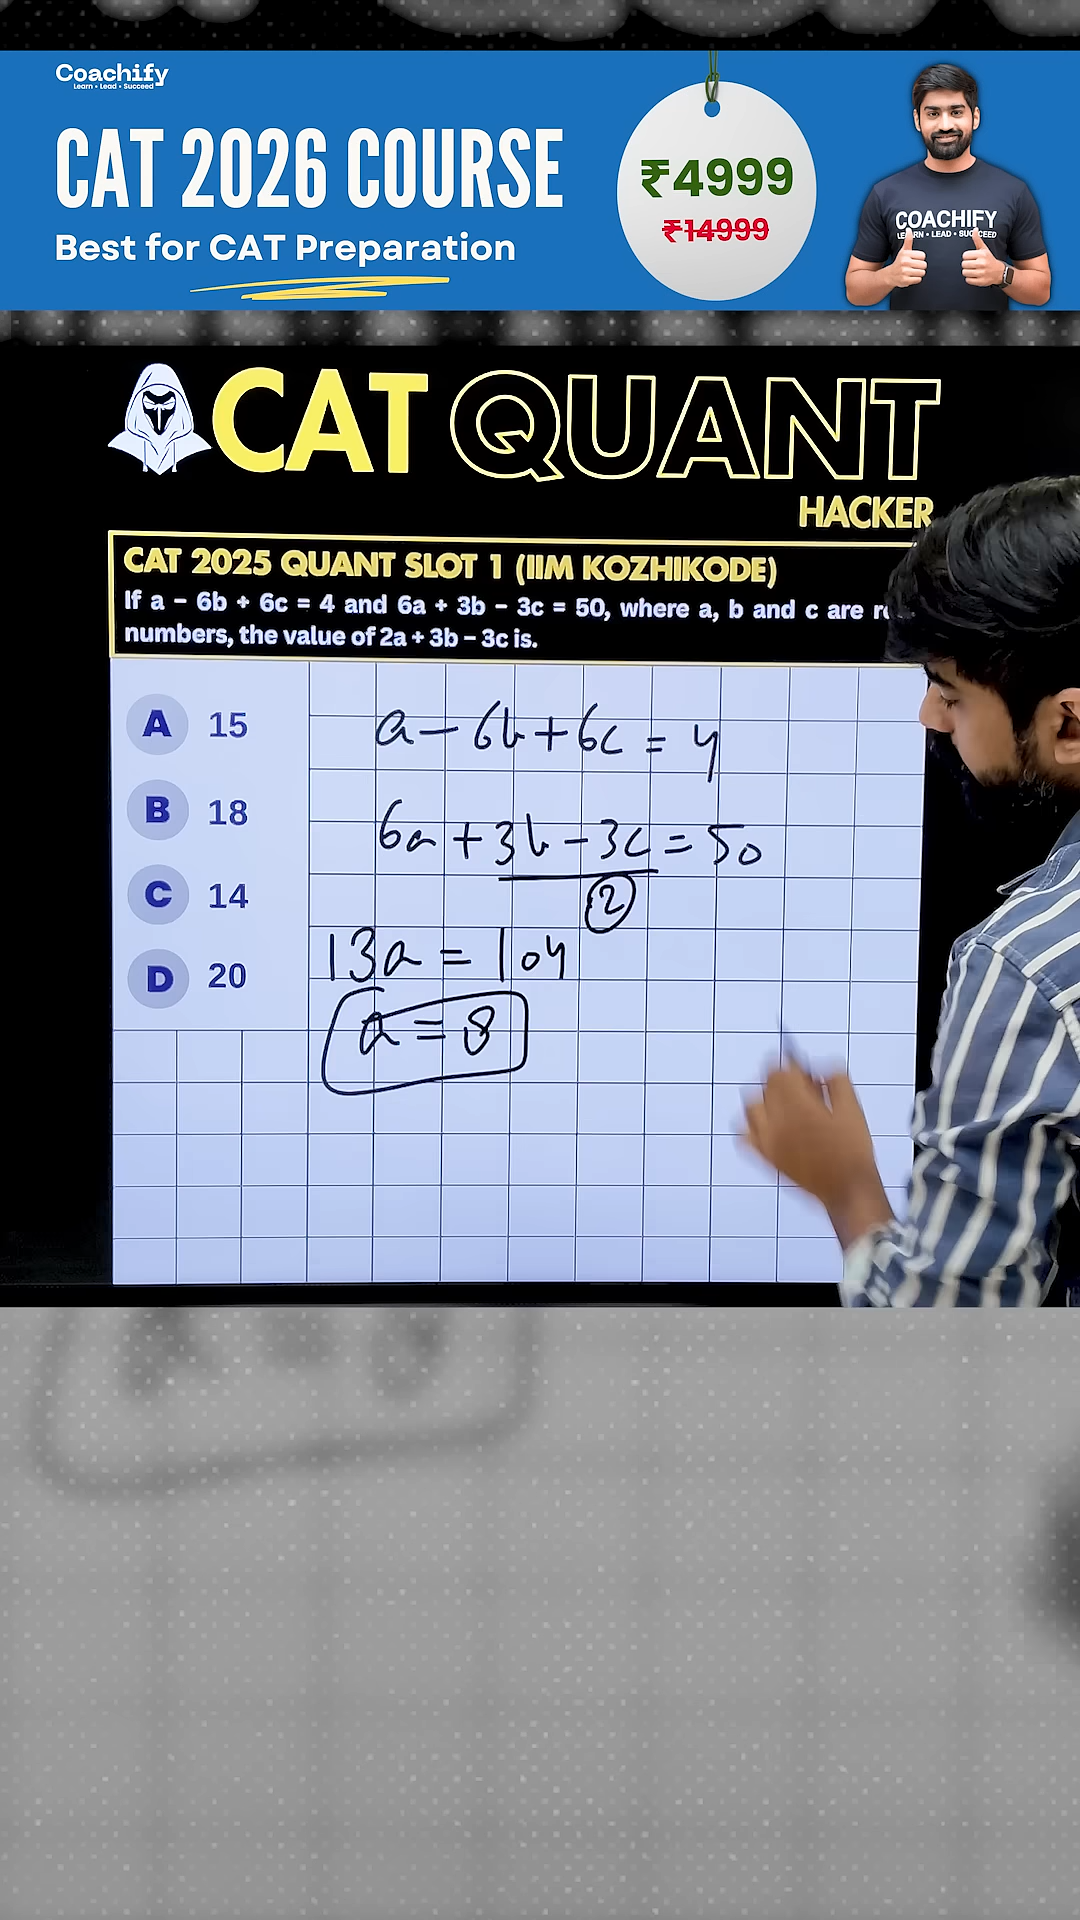 Coachify
Learn • Lead • Succeed
CAT 2026 COURSE
Best for CAT Preparation
₹4999
₹14999
COACHIFY
LEARN • LEAD • SUCCEED
CAT QUANT
HACKER
CAT 2025 QUANT SLOT 1 (IIM KOZHIKODE)
If a - 6b + 6c = 4 and 6a + 3b - 3c = 50, where a, b and c are
numbers, the value of 2a + 3b - 3c is.
A 15
B 18
C 14
D 20
a - 6b + 6c = 4
6a + 3b - 3c = 50
2
13a = 104
a = 8